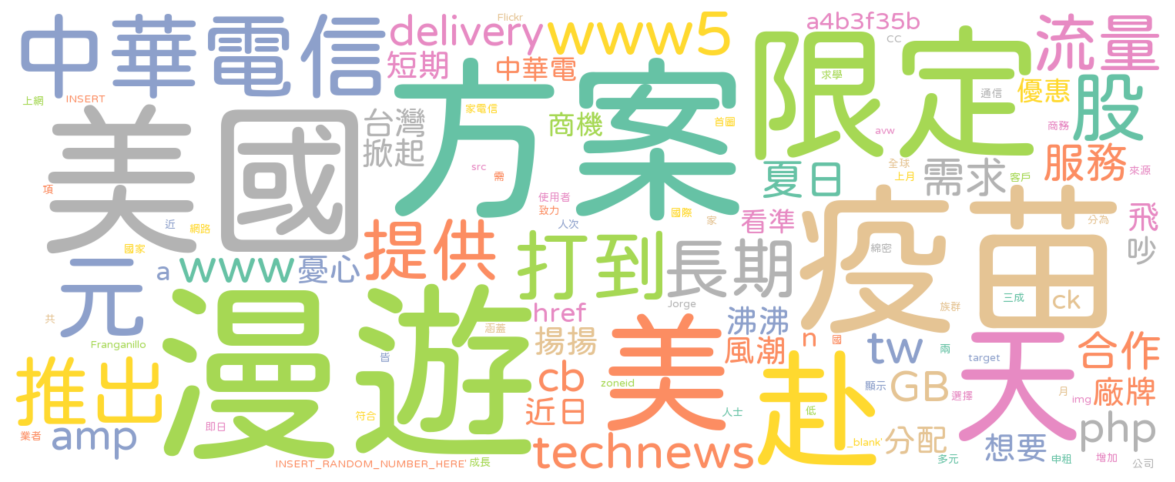 中華電信
delivery
Flickr
www5
a4b3f35b
cc
流量
短期
中華電
求學
通信
優惠
股
上網
INSERT
方案
限定
家電信
首圖
商機
商務
美國
台灣
掀起
avw
服務
src
需
夏日
全球
上月
需求
客戶
來源
項
使用者
致力
人次
國際
家
看準
疫苗
分為
飛
吵
近
網路
國家
提供
打到
長期
綿密
元
a
www
憂心
三成
ck
共
漫遊
href
Jorge
族群
沸沸
揚揚
涵蓋
美
n
國
tw
兩
天
合作
Franganillo
風潮
推出
皆
cb
zoneid
赴
target
顯示
GB
選擇
月
img
廠牌
近日
人士
低
符合
即日
業者
amp
technews
_blank'
分配
想要
php
INSERT_RANDOM_NUMBER_HERE'
成長
多元
申租
增加
公司